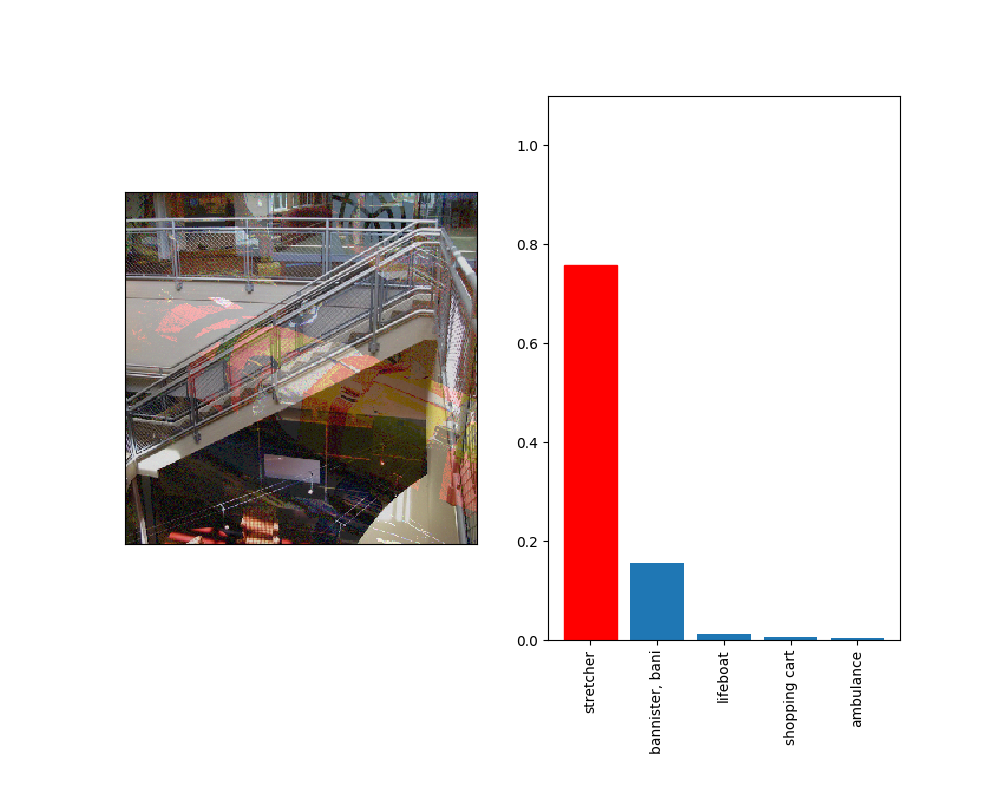 1.0
0.8
0.6
0.4
0.2
0.0
stretcher
bannister, bani
lifeboat
shopping cart
ambulance